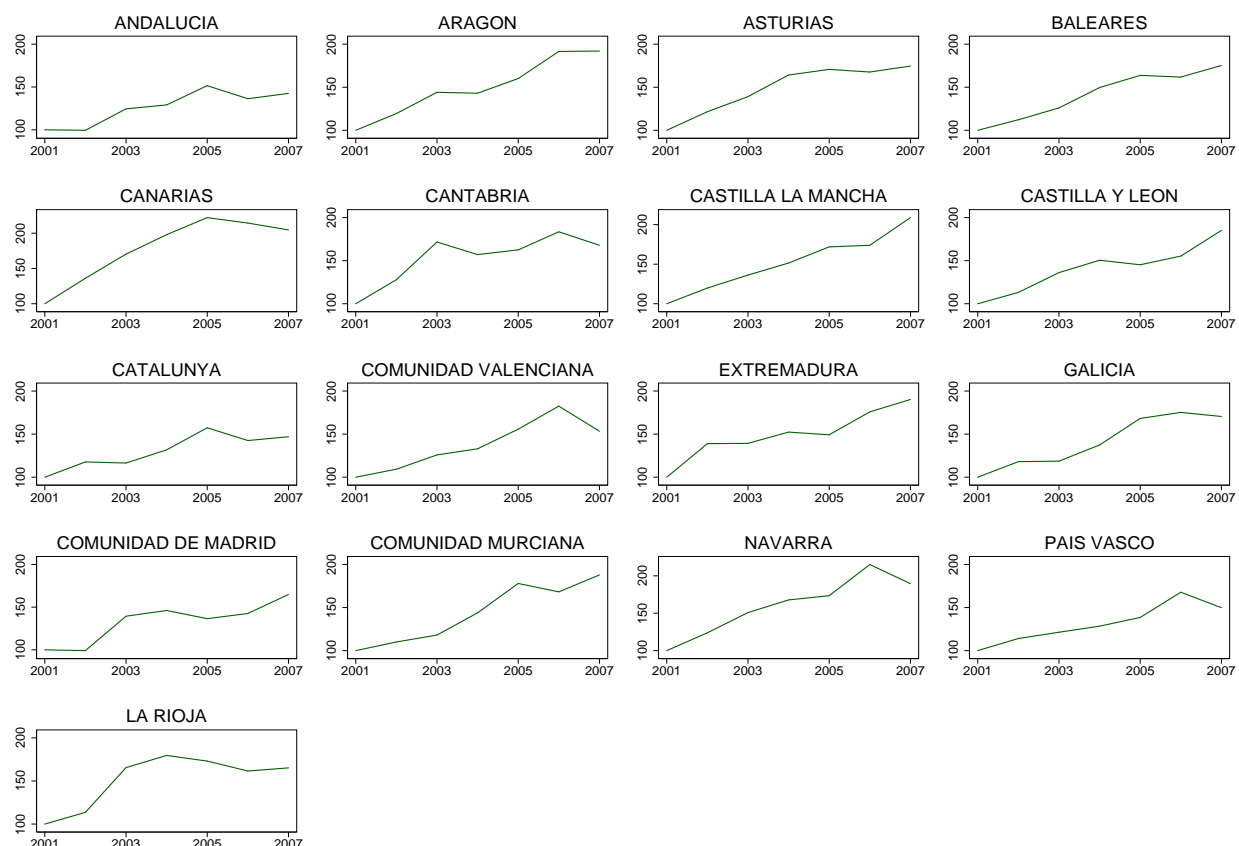 ANDALUCIA
200
150
100
2001 2003 2005 2007
ARAGON
200
150
100
2001 2003 2005 2007
ASTURIAS
200
150
100
2001 2003 2005 2007
BALEARES
200
150
100
2001 2003 2005 2007
CANARIAS
200
150
100
2001 2003 2005 2007
CANTABRIA
200
150
100
2001 2003 2005 2007
CASTILLA LA MANCHA
200
150
100
2001 2003 2005 2007
CASTILLA Y LEON
200
150
100
2001 2003 2005 2007
CATALUNYA
200
150
100
2001 2003 2005 2007
COMUNIDAD VALENCIANA
200
150
100
2001 2003 2005 2007
EXTREMADURA
200
150
100
2001 2003 2005 2007
GALICIA
200
150
100
2001 2003 2005 2007
COMUNIDAD DE MADRID
200
150
100
2001 2003 2005 2007
COMUNIDAD MURCIANA
200
150
100
2001 2003 2005 2007
NAVARRA
200
150
100
2001 2003 2005 2007
PAIS VASCO
200
150
100
2001 2003 2005 2007
LA RIOJA
200
150
100
2001 2003 2005 2007